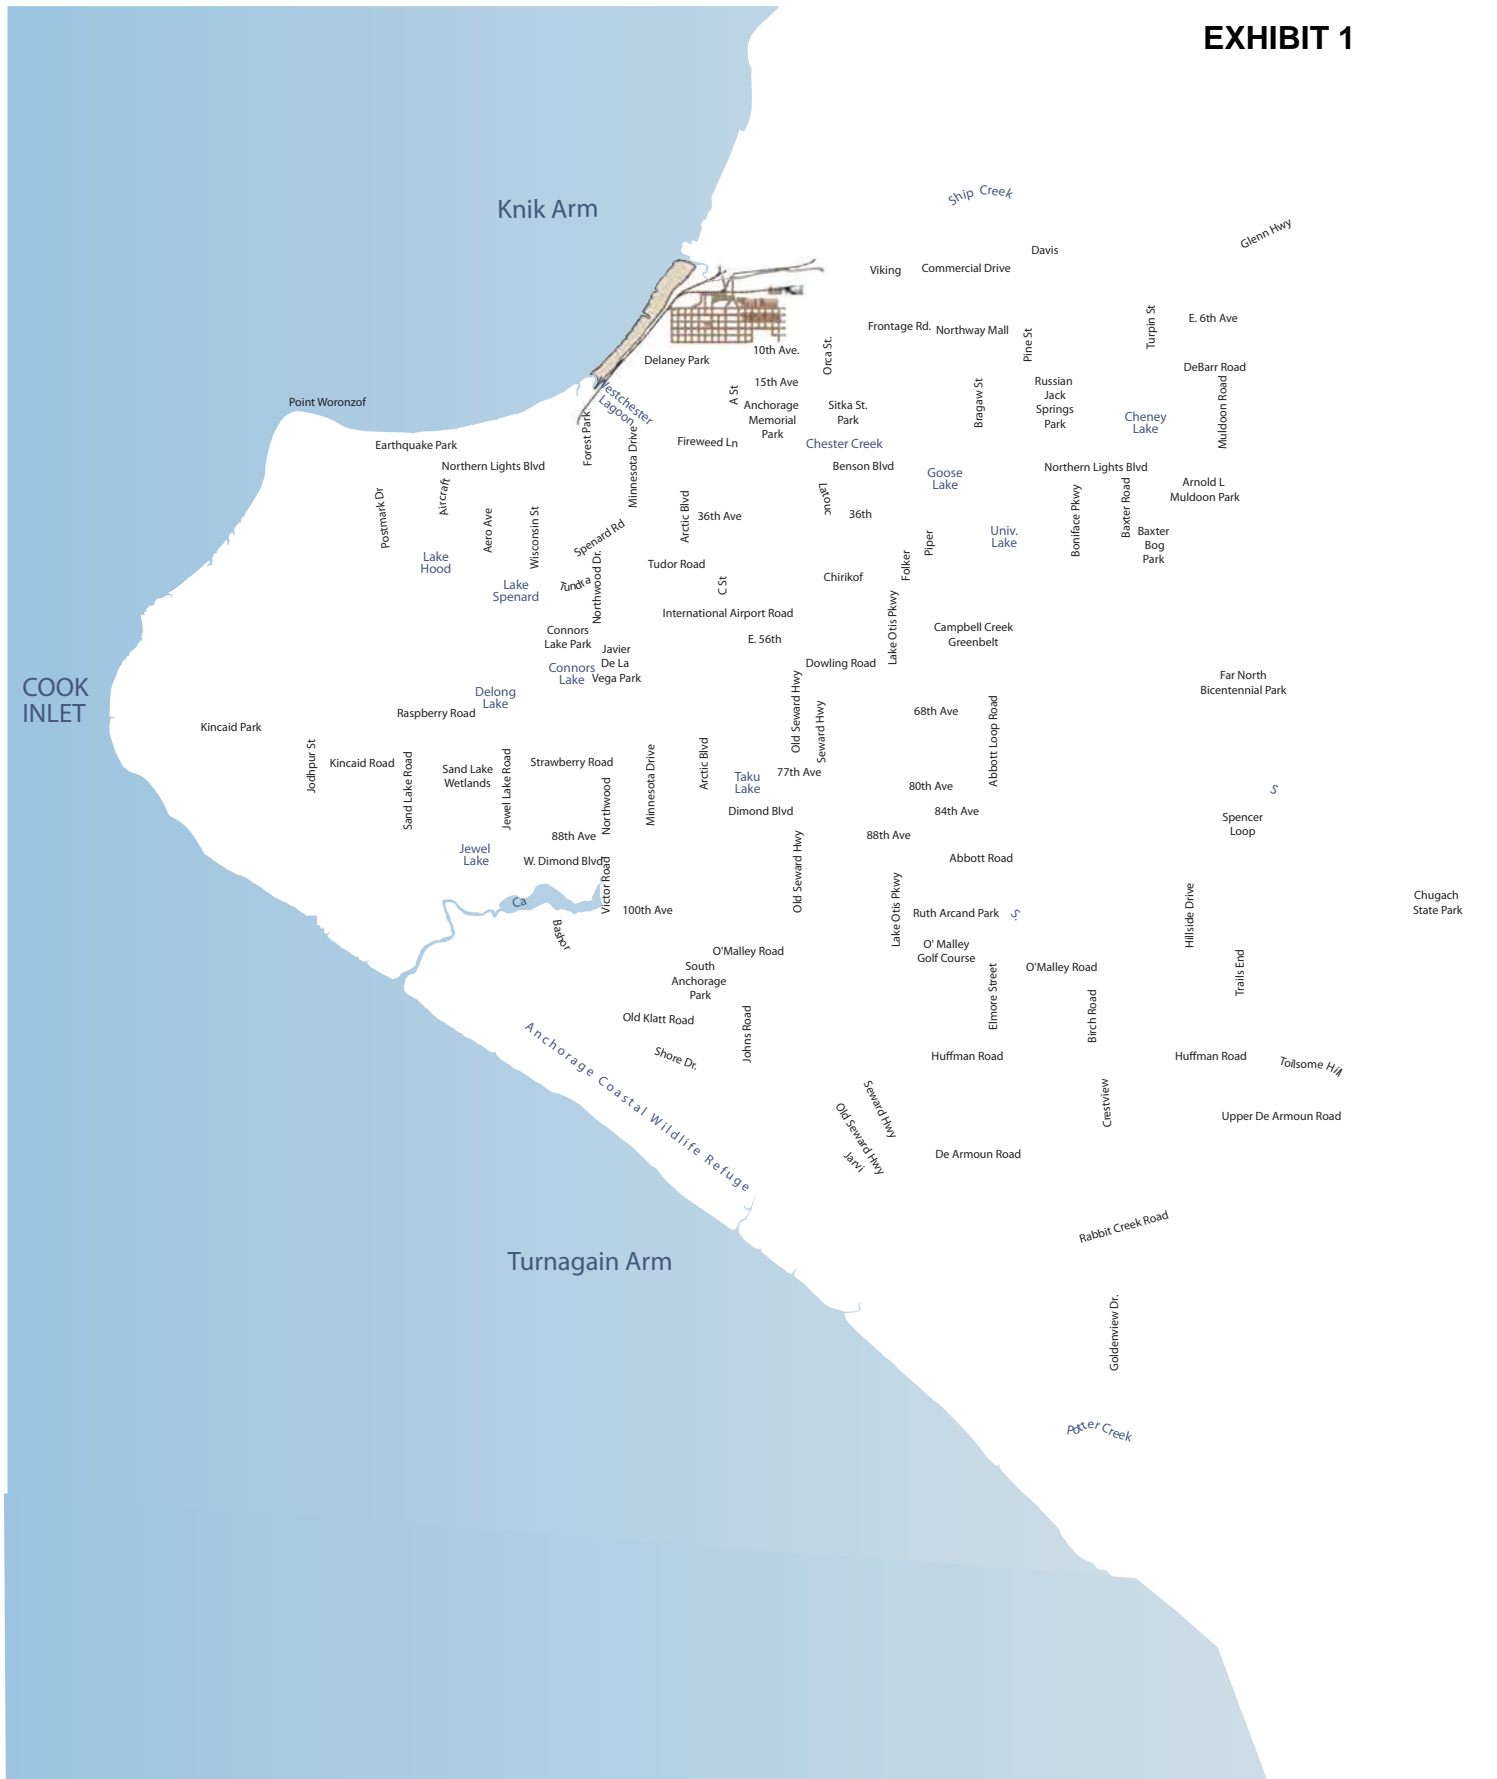 EXHIBIT 1
Ship Creek
Knik Arm
Glenn Hwy
Davis
Viking
Commercial Drive
Turpin St
E. 6th Ave
Frontage Rd.
Northway Mall
Pine St
Orca St.
10th Ave.
Delaney Park
DeBarr Road
15th Ave
A St
Russian
Jack
Springs
Park
Bragaw St
Muldoon Road
Westchester
Lagoon
Point Woronzof
Anchorage
Memorial
Park
Sitka St.
Park
Cheney
Lake
Forest Park
Minnesota Drive
Earthquake Park
Fireweed Ln
Chester Creek
Northern Lights Blvd
Benson Blvd
Goose
Lake
Northern Lights Blvd
Arnold L
Muldoon Park
Postmark Dr
Aircraft
Aero Ave
Wisconsin St
Spenard Rd
Arctic Blvd
36th Ave
Latouc
36th
Piper
Univ.
Lake
Boniface Pkwy
Baxter Road
Baxter
Bog
Park
Lake
Hood
Lake
Spenard
Tundra
Northwood Dr.
Tudor Road
C St
Chirikof
Folker
International Airport Road
Lake Otis Pkwy
Campbell Creek
Greenbelt
Connors
Lake Park
E. 56th
Javier
De La
Vega Park
Connors
Lake
Dowling Road
COOK
INLET
Delong
Lake
Raspberry Road
Old Seward Hwy
Seward Hwy
68th Ave
Abbott Loop Road
Far North
Bicentennial Park
Kincaid Park
Jodhpur St
Kincaid Road
Sand Lake Road
Sand Lake
Wetlands
Jewel Lake Road
Strawberry Road
Northwood
Minnesota Drive
Arctic Blvd
Taku
Lake
77th Ave
80th Ave
S
Dimond Blvd
84th Ave
Spencer
Loop
88th Ave
88th Ave
Jewel
Lake
W. Dimond Blvd
Victor Road
Old Seward Hwy
Abbott Road
Ca
100th Ave
Bashor
Lake Otis Pkwy
Ruth Arcand Park
S.
Hillside Drive
Chugach
State Park
O'Malley Road
O' Malley
Golf Course
South
Anchorage
Park
Elmore Street
O'Malley Road
Trails End
Old Klatt Road
Johns Road
Birch Road
Shore Dr.
Anchorage Coastal Wildlife Refuge
Huffman Road
Huffman Road
Toilsome Hill
Seward Hwy
Old Seward Hwy
Jarvi
Crestview
Upper De Armoun Road
De Armoun Road
Rabbit Creek Road
Turnagain Arm
Goldenview Dr.
Potter Creek